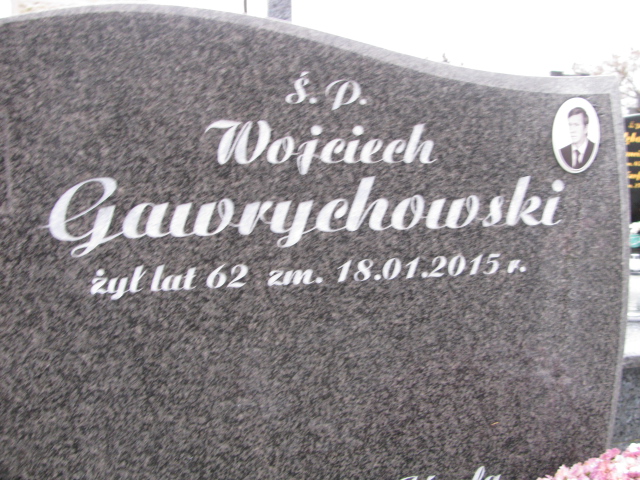 Ś. P.
Wojciech
Gawrychowski
żył lat 62 zm. 18.01.2015 r.